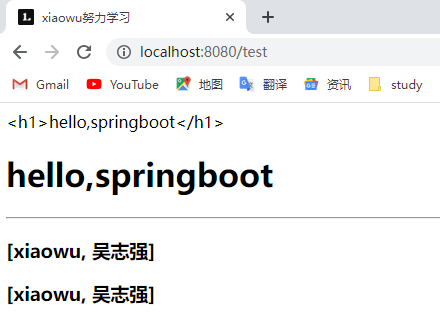 xiaowu努力学习
localhost:8080/test
Gmail YouTube 地图 翻译 资讯 study
<h1>hello,springboot</h1>
hello,springboot
[xiaowu, 吴志强]
[xiaowu, 吴志强]